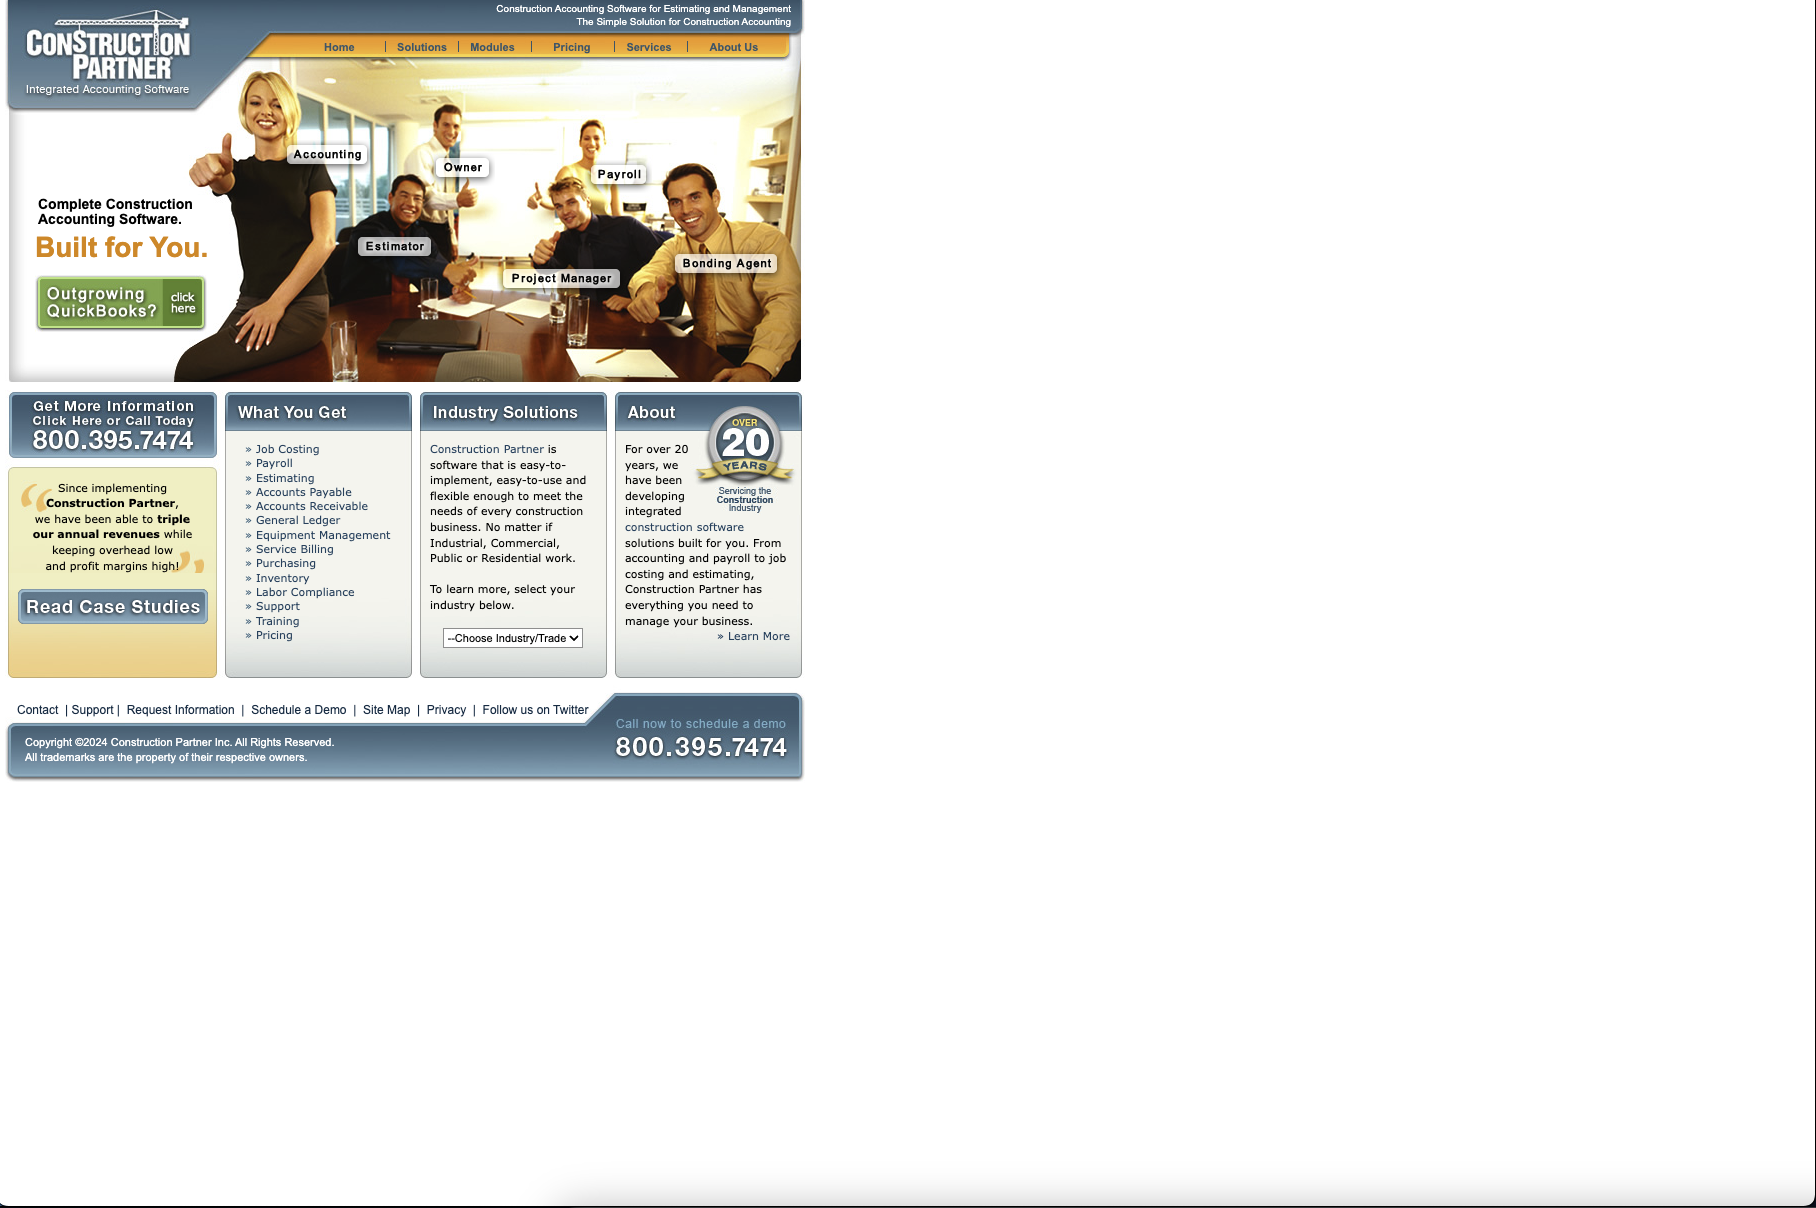 Construction Accounting Software for Estimating and Management
The Simple Solution for Construction Accounting
CONSTRUCTION
PARTNER
Integrated Accounting Software
Home | Solutions | Modules | Pricing | Services | About Us
Accounting
Owner
Payroll
Estimator
Project Manager
Bonding Agent
Complete Construction
Accounting Software.
Built for You.
Outgrowing
QuickBooks?
click
here
Get More Information
Click Here or Call Today
800.395.7474
“ Since implementing
Construction Partner,
we have been able to triple
our annual revenues while
keeping overhead low
and profit margins high! ”
Read Case Studies
What You Get
» Job Costing
» Payroll
» Estimating
» Accounts Payable
» Accounts Receivable
» General Ledger
» Equipment Management
» Service Billing
» Purchasing
» Inventory
» Labor Compliance
» Support
» Training
» Pricing
Industry Solutions
Construction Partner is
software that is easy-to-
implement, easy-to-use and
flexible enough to meet the
needs of every construction
business. No matter if
Industrial, Commercial,
Public or Residential work.
To learn more, select your
industry below.
--Choose Industry/Trade
About
OVER
20
YEARS
Servicing the
Construction
Industry
For over 20
years, we
have been
developing
integrated
construction software
solutions built for you. From
accounting and payroll to job
costing and estimating,
Construction Partner has
everything you need to
manage your business.
» Learn More
Contact | Support | Request Information | Schedule a Demo | Site Map | Privacy | Follow us on Twitter
Copyright ©2024 Construction Partner Inc. All Rights Reserved.
All trademarks are the property of their respective owners.
Call now to schedule a demo
800.395.7474